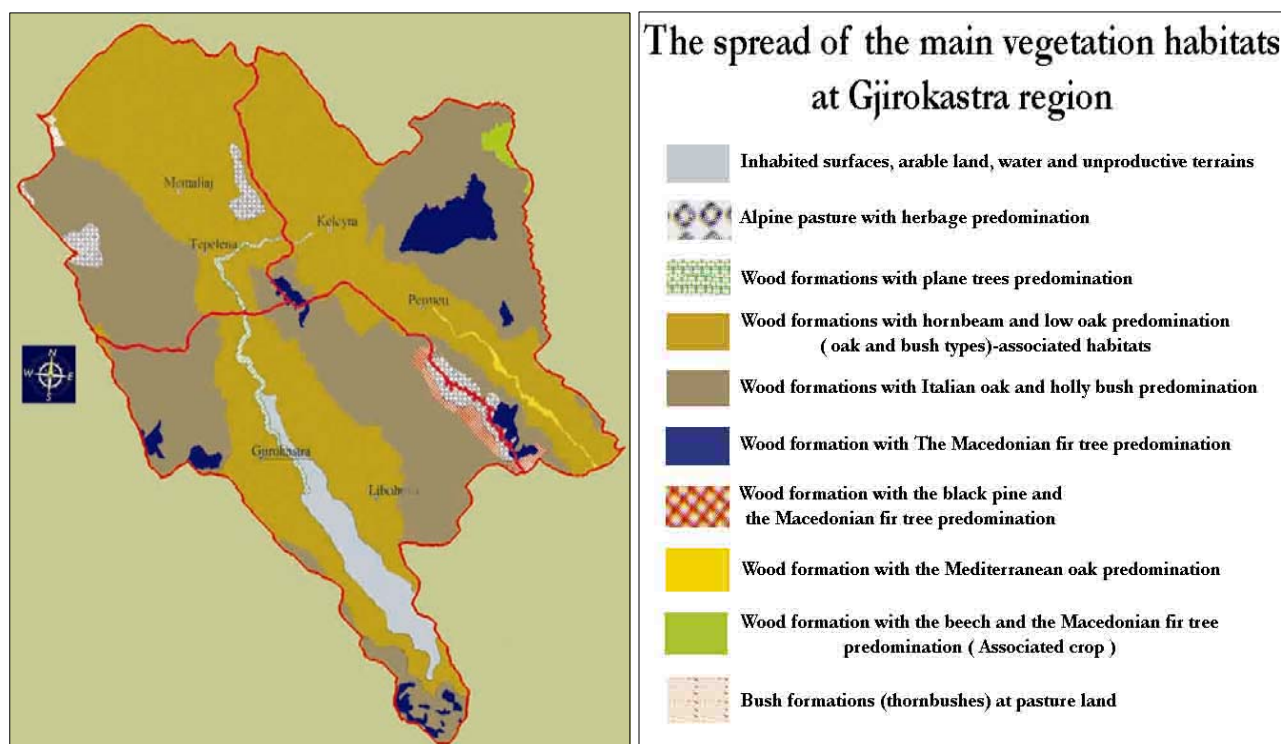 The spread of the main vegetation habitats
at Gjirokastra region
Inhabited surfaces, arable land, water and unproductive terrains
Alpine pasture with herbage predomination
Wood formations with plane trees predomination
Wood formations with hornbeam and low oak predomination
( oak and bush types)-associated habitats
Wood formations with Italian oak and holly bush predomination
Wood formation with The Macedonian fir tree predomination
Wood formation with the black pine and
the Macedonian fir tree predomination
Wood formation with the Mediterranean oak predomination
Wood formation with the beech and the Macedonian fir tree
predomination ( Associated crop )
Bush formations (thornbushes) at pasture land
Memaliaj
Kelcyra
Tepelena
N
W E
S
Gjirokastra